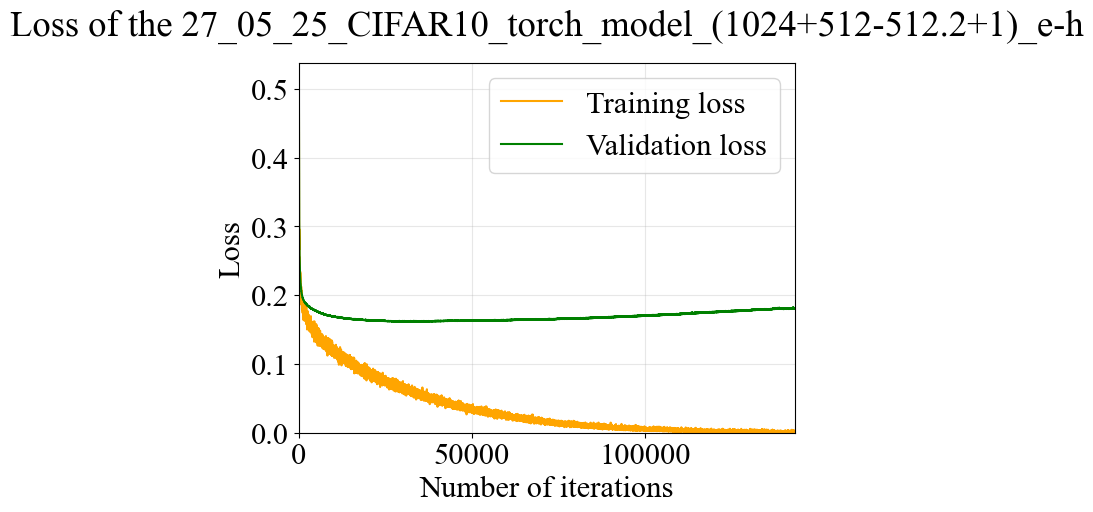 Loss of the 27_05_25_CIFAR10_torch_model_(1024+512-512.2+1)_e-h
0.5
0.4
0.3
0.2
0.1
0.0
Loss
Training loss
Validation loss
0 50000 100000
Number of iterations